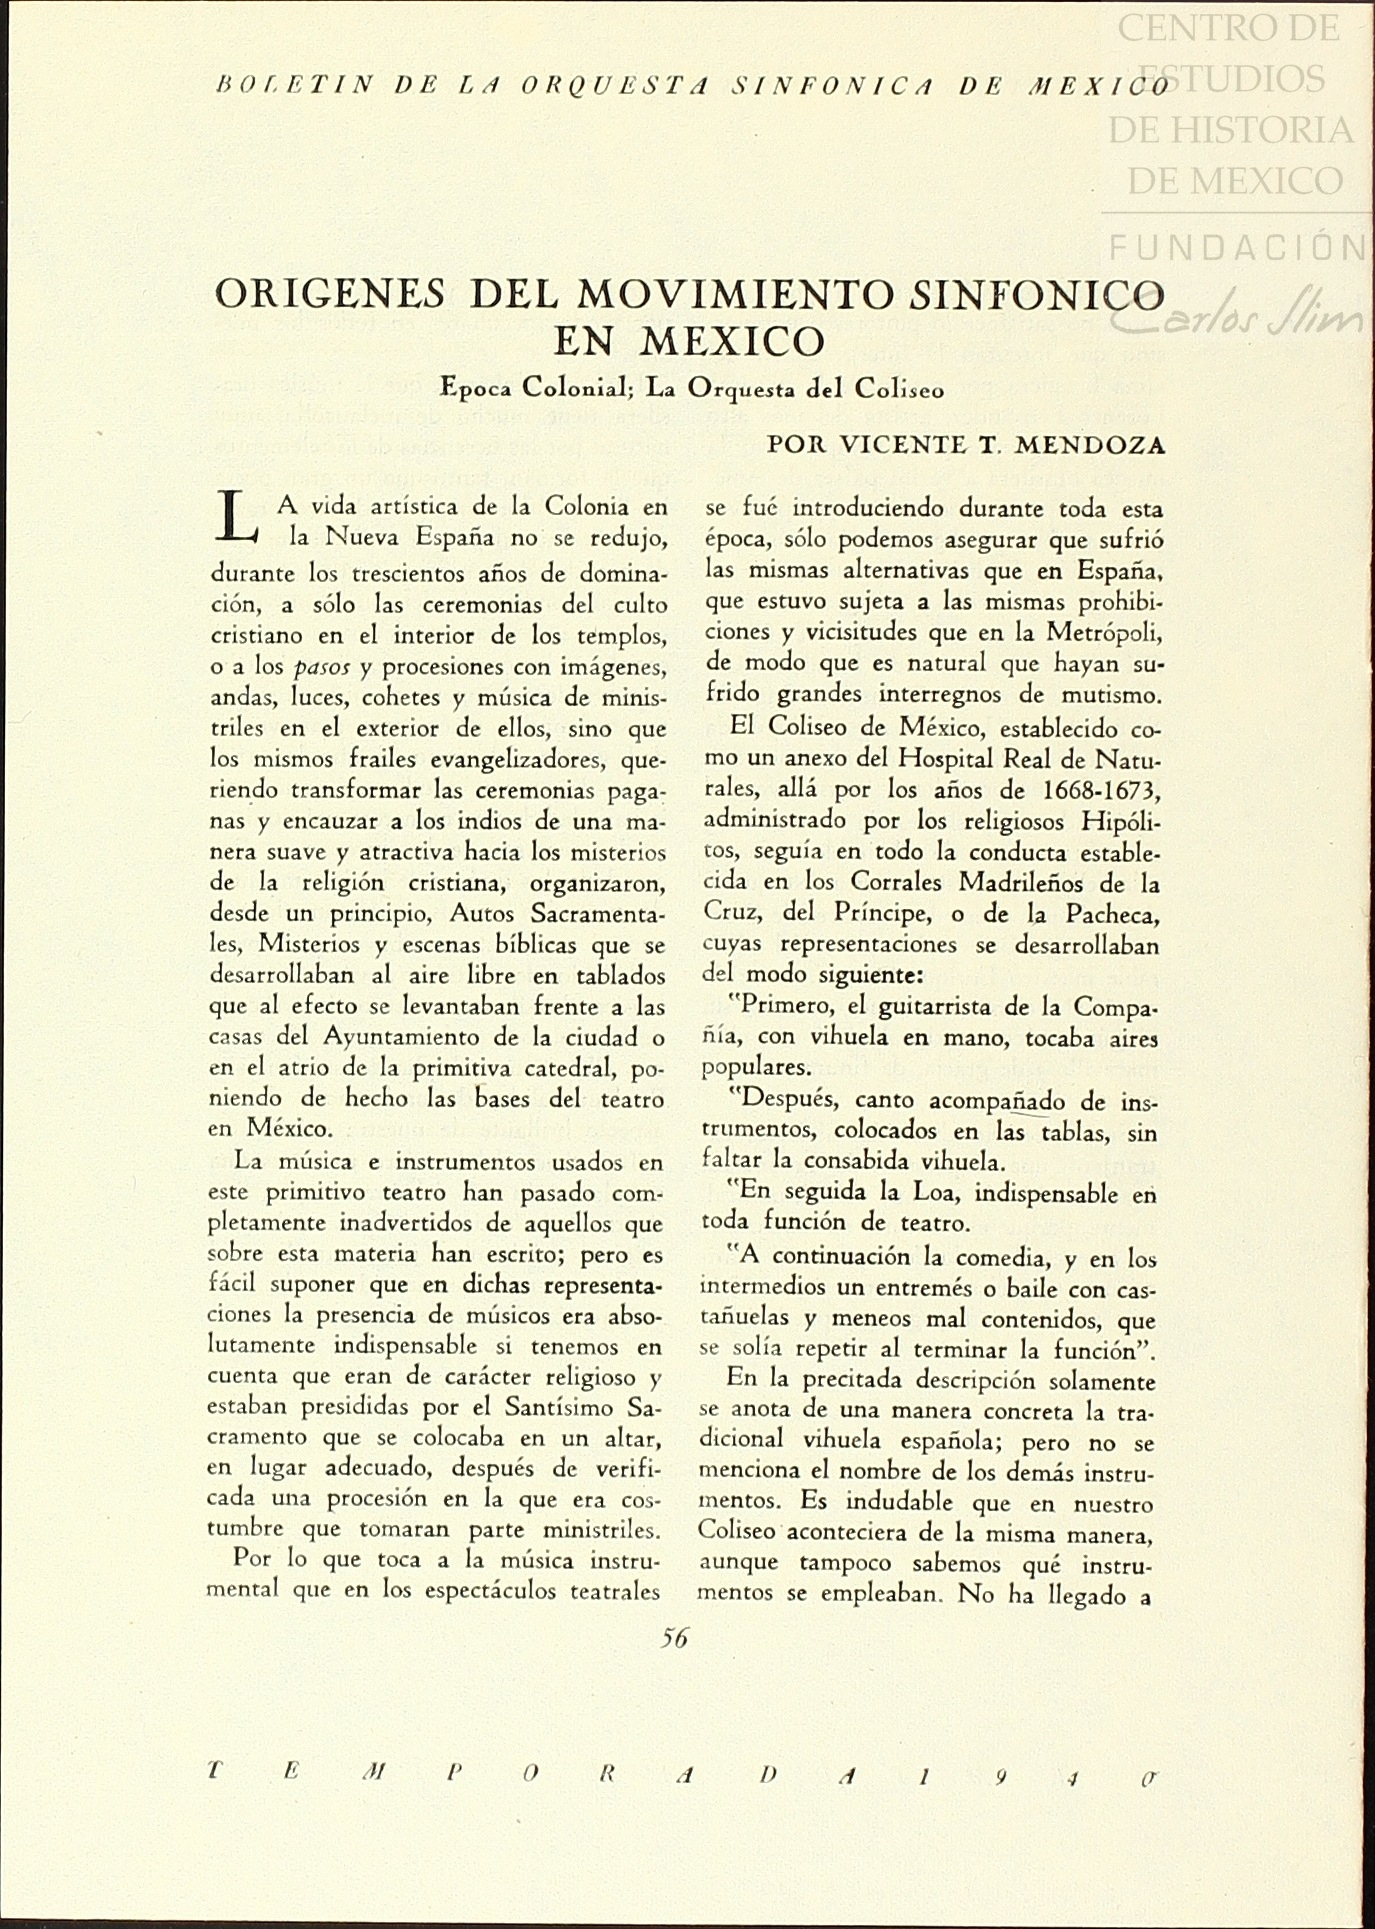 BOLETIN DE LA ORQUESTA SINFONICA DE MEXICO
CENTRO DE
ESTUDIOS
DE HISTORIA
DE MEXICO
FUNDACIÓN
Carlos Slim
ORIGENES DEL MOVIMIENTO SINFONICO
EN MEXICO
Epoca Colonial; La Orquesta del Coliseo
POR VICENTE T. MENDOZA
LA vida artística de la Colonia en
la Nueva España no se redujo,
durante los trescientos años de domina-
ción, a sólo las ceremonias del culto
cristiano en el interior de los templos,
o a los pasos y procesiones con imágenes,
andas, luces, cohetes y música de minis-
triles en el exterior de ellos, sino que
los mismos frailes evangelizadores, que-
riendo transformar las ceremonias paga-
nas y encauzar a los indios de una ma-
nera suave y atractiva hacia los misterios
de la religión cristiana, organizaron,
desde un principio, Autos Sacramenta-
les, Misterios y escenas bíblicas que se
desarrollaban al aire libre en tablados
que al efecto se levantaban frente a las
casas del Ayuntamiento de la ciudad o
en el atrio de la primitiva catedral, po-
niendo de hecho las bases del teatro
en México.
La música e instrumentos usados en
este primitivo teatro han pasado com-
pletamente inadvertidos de aquellos que
sobre esta materia han escrito; pero es
fácil suponer que en dichas representa-
ciones la presencia de músicos era abso-
lutamente indispensable si tenemos en
cuenta que eran de carácter religioso y
estaban presididas por el Santísimo Sa-
cramento que se colocaba en un altar,
en lugar adecuado, después de verifi-
cada una procesión en la que era cos-
tumbre que tomaran parte ministriles.
Por lo que toca a la música instru-
mental que en los espectáculos teatrales
se fué introduciendo durante toda esta
época, sólo podemos asegurar que sufrió
las mismas alternativas que en España,
que estuvo sujeta a las mismas prohibi-
ciones y vicisitudes que en la Metrópoli,
de modo que es natural que hayan su-
frido grandes interregnos de mutismo.
El Coliseo de México, establecido co-
mo un anexo del Hospital Real de Natu-
rales, allá por los años de 1668-1673,
administrado por los religiosos Hipóli-
tos, seguía en todo la conducta estable-
cida en los Corrales Madrileños de la
Cruz, del Príncipe, o de la Pacheca,
cuyas representaciones se desarrollaban
del modo siguiente:
"Primero, el guitarrista de la Compa-
ñía, con vihuela en mano, tocaba aires
populares.
"Después, canto acompañado de ins-
trumentos, colocados en las tablas, sin
faltar la consabida vihuela.
"En seguida la Loa, indispensable en
toda función de teatro.
"A continuación la comedia, y en los
intermedios un entremés o baile con cas-
tañuelas y meneos mal contenidos, que
se solía repetir al terminar la función".
En la precitada descripción solamente
se anota de una manera concreta la tra-
dicional vihuela española; pero no se
menciona el nombre de los demás instru-
mentos. Es indudable que en nuestro
Coliseo aconteciera de la misma manera,
aunque tampoco sabemos qué instru-
mentos se empleaban. No ha llegado a
56
TEMPORADA 1940